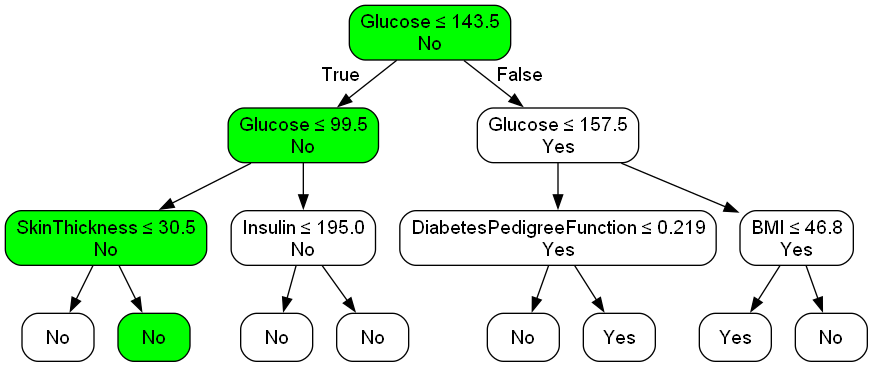 Glucose ≤ 143.5
No
True
False
Glucose ≤ 99.5
No
Glucose ≤ 157.5
Yes
SkinThickness ≤ 30.5
No
Insulin ≤ 195.0
No
DiabetesPedigreeFunction ≤ 0.219
Yes
BMI ≤ 46.8
Yes
No
No
No
No
No
Yes
Yes
No